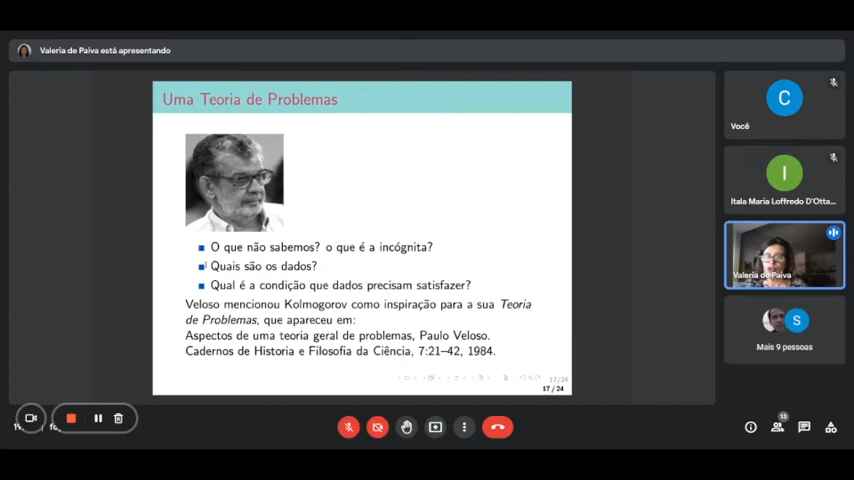 Valeria de Paiva está apresentando
Uma Teoria de Problemas
O que não sabemos? o que é a incógnita?
Quais são os dados?
Qual é a condição que dados precisam satisfazer?
Veloso mencionou Kolmogorov como inspiração para a sua Teoria
de Problemas, que apareceu em:
Aspectos de uma teoria geral de problemas, Paulo Veloso.
Cadernos de Historia e Filosofia da Ciência, 7:21–42, 1984.
17/24
17 / 24
C
Você
I
Itala Maria Loffredo D'Otta...
Valeria de Paiva
S
Mais 9 pessoas
13